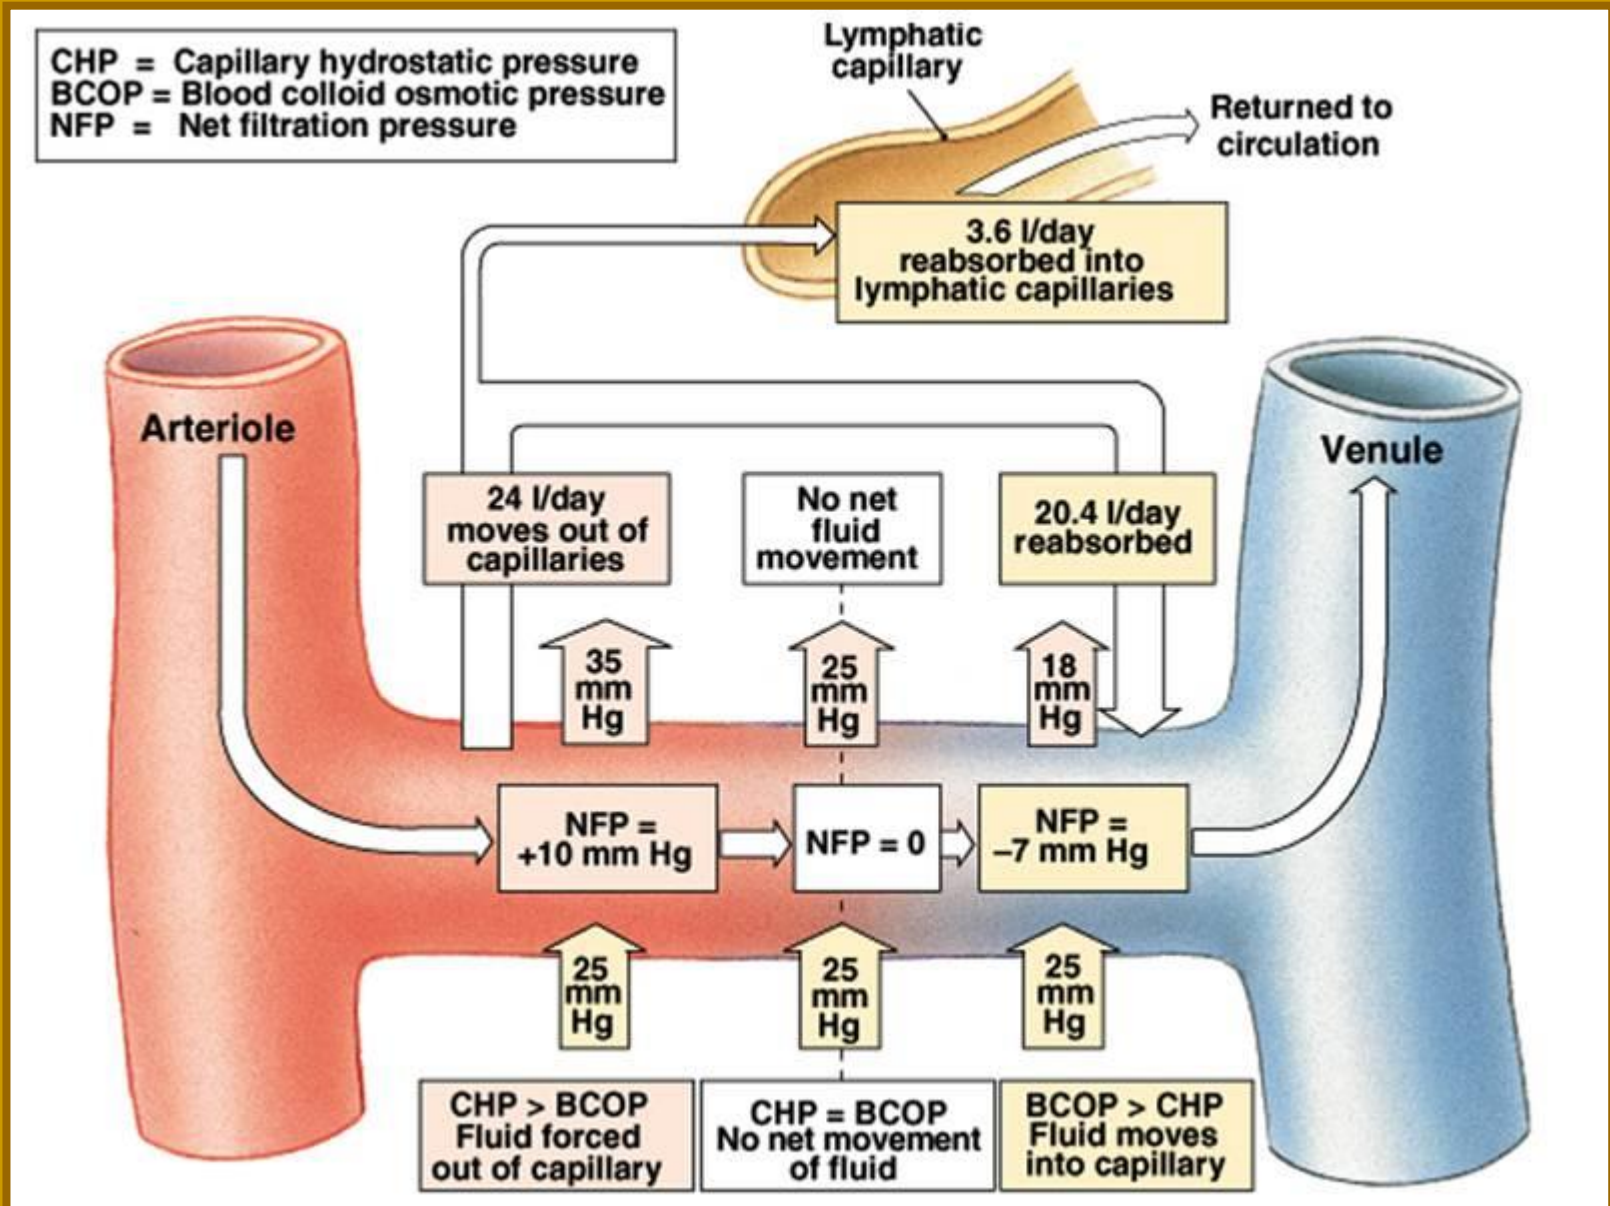 CHP = Capillary hydrostatic pressure
BCOP = Blood colloid osmotic pressure
NFP = Net filtration pressure
Lymphatic
capillary
Returned to
circulation
3.6 l/day
reabsorbed into
lymphatic capillaries
Arteriole
Venule
24 l/day
moves out of
capillaries
No net
fluid
movement
20.4 l/day
reabsorbed
35
mm
Hg
25
mm
Hg
18
mm
Hg
NFP =
+10 mm Hg
NFP = 0
NFP =
–7 mm Hg
25
mm
Hg
25
mm
Hg
25
mm
Hg
CHP > BCOP
Fluid forced
out of capillary
CHP = BCOP
No net movement
of fluid
BCOP > CHP
Fluid moves
into capillary